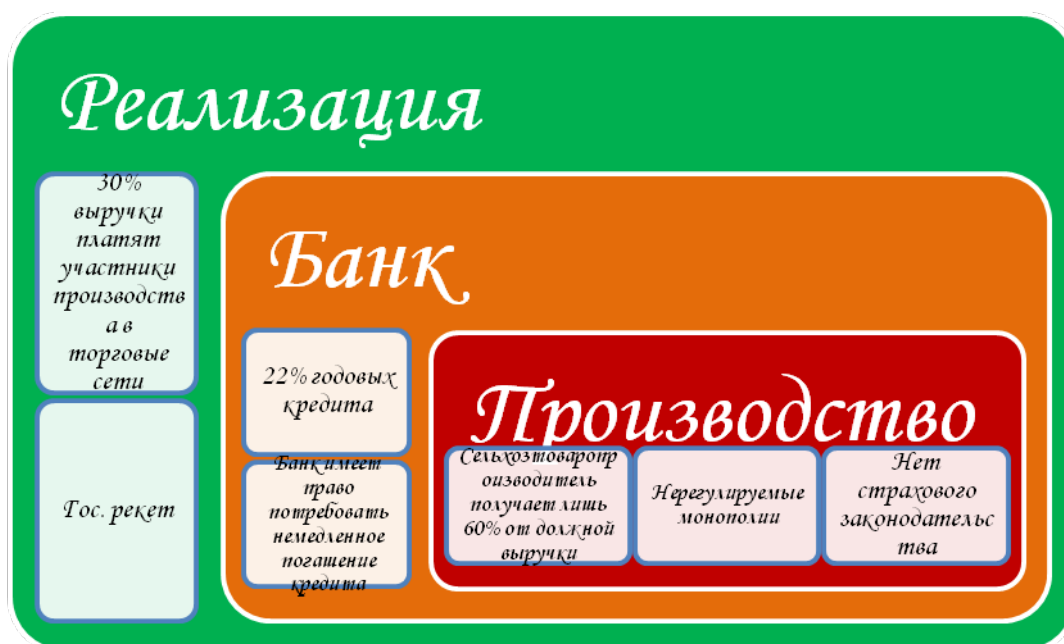 Реализация
30%
выручки
платят
участники
производств
а в
торговые
сети
Гос. рекет
Банк
22% годовых
кредита
Банк имеет
право
потребовать
немедленное
погашение
кредита
Производство
Сельхозтоваропр
оизводитель
получает лишь
60% от должной
выручки
Нерегулируемые
монополии
Нет
страхового
законодательс
тва